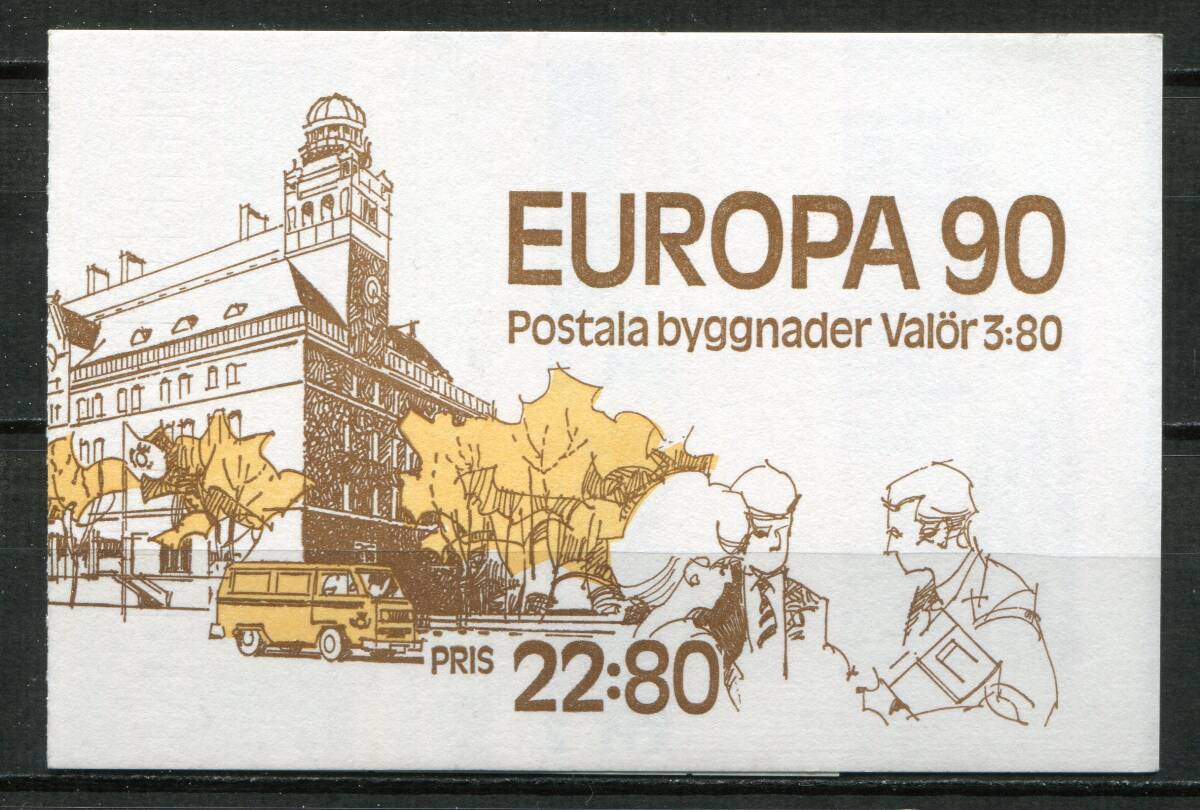 EUROPA 90
Postala byggnader Valör 3:80
PRIS 22:80